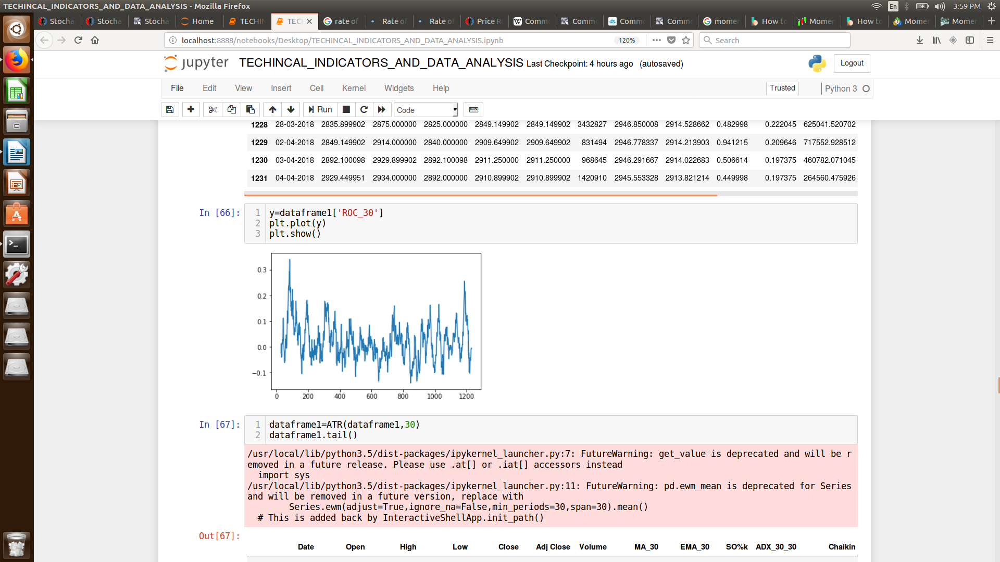 TECHINCAL_INDICATORS_AND_DATA_ANALYSIS - Mozilla Firefox
En
3:59 PM
Stocha
Stocha
Stocha
Home
TECHIN
TEC
rate of
Rate of
Rate of
Price R
Comm
Comm
Comm
Comm
momer
How to
Momen
How to
Momer
Momer
localhost:8888/notebooks/Desktop/TECHINCAL_INDICATORS_AND_DATA_ANALYSIS.ipynb
120%
Search
jupyter TECHINCAL_INDICATORS_AND_DATA_ANALYSIS Last Checkpoint: 4 hours ago (autosaved)
Logout
File Edit View Insert Cell Kernel Widgets Help
Trusted
Python 3
Run
Code
1228 28-03-2018 2835.899902 2875.000000 2825.000000 2849.149902 2849.149902 3432827 2946.850008 2914.528662 0.482998 0.222045 625041.520702
1229 02-04-2018 2849.149902 2914.000000 2840.000000 2909.649902 2909.649902 831494 2946.778337 2914.213903 0.941215 0.209646 717552.928512
1230 03-04-2018 2892.100098 2929.899902 2892.100098 2911.250000 2911.250000 968645 2946.291667 2914.022683 0.506614 0.197375 460782.071045
1231 04-04-2018 2929.449951 2934.000000 2892.000000 2910.899902 2910.899902 1420910 2945.553328 2913.821214 0.449998 0.197375 264560.475926
In [66]:
1 y=dataframe1['ROC_30']
2 plt.plot(y)
3 plt.show()
0.3
0.2
0.1
0.0
−0.1
0 200 400 600 800 1000 1200
In [67]:
1 dataframe1=ATR(dataframe1,30)
2 dataframe1.tail()
/usr/local/lib/python3.5/dist-packages/ipykernel_launcher.py:7: FutureWarning: get_value is deprecated and will be r
emoved in a future release. Please use .at[] or .iat[] accessors instead
import sys
/usr/local/lib/python3.5/dist-packages/ipykernel_launcher.py:11: FutureWarning: pd.ewm_mean is deprecated for Series
and will be removed in a future version, replace with
Series.ewm(adjust=True,ignore_na=False,min_periods=30,span=30).mean()
# This is added back by InteractiveShellApp.init_path()
Out[67]:
Date Open High Low Close Adj Close Volume MA_30 EMA_30 SO%k ADX_30_30 Chaikin